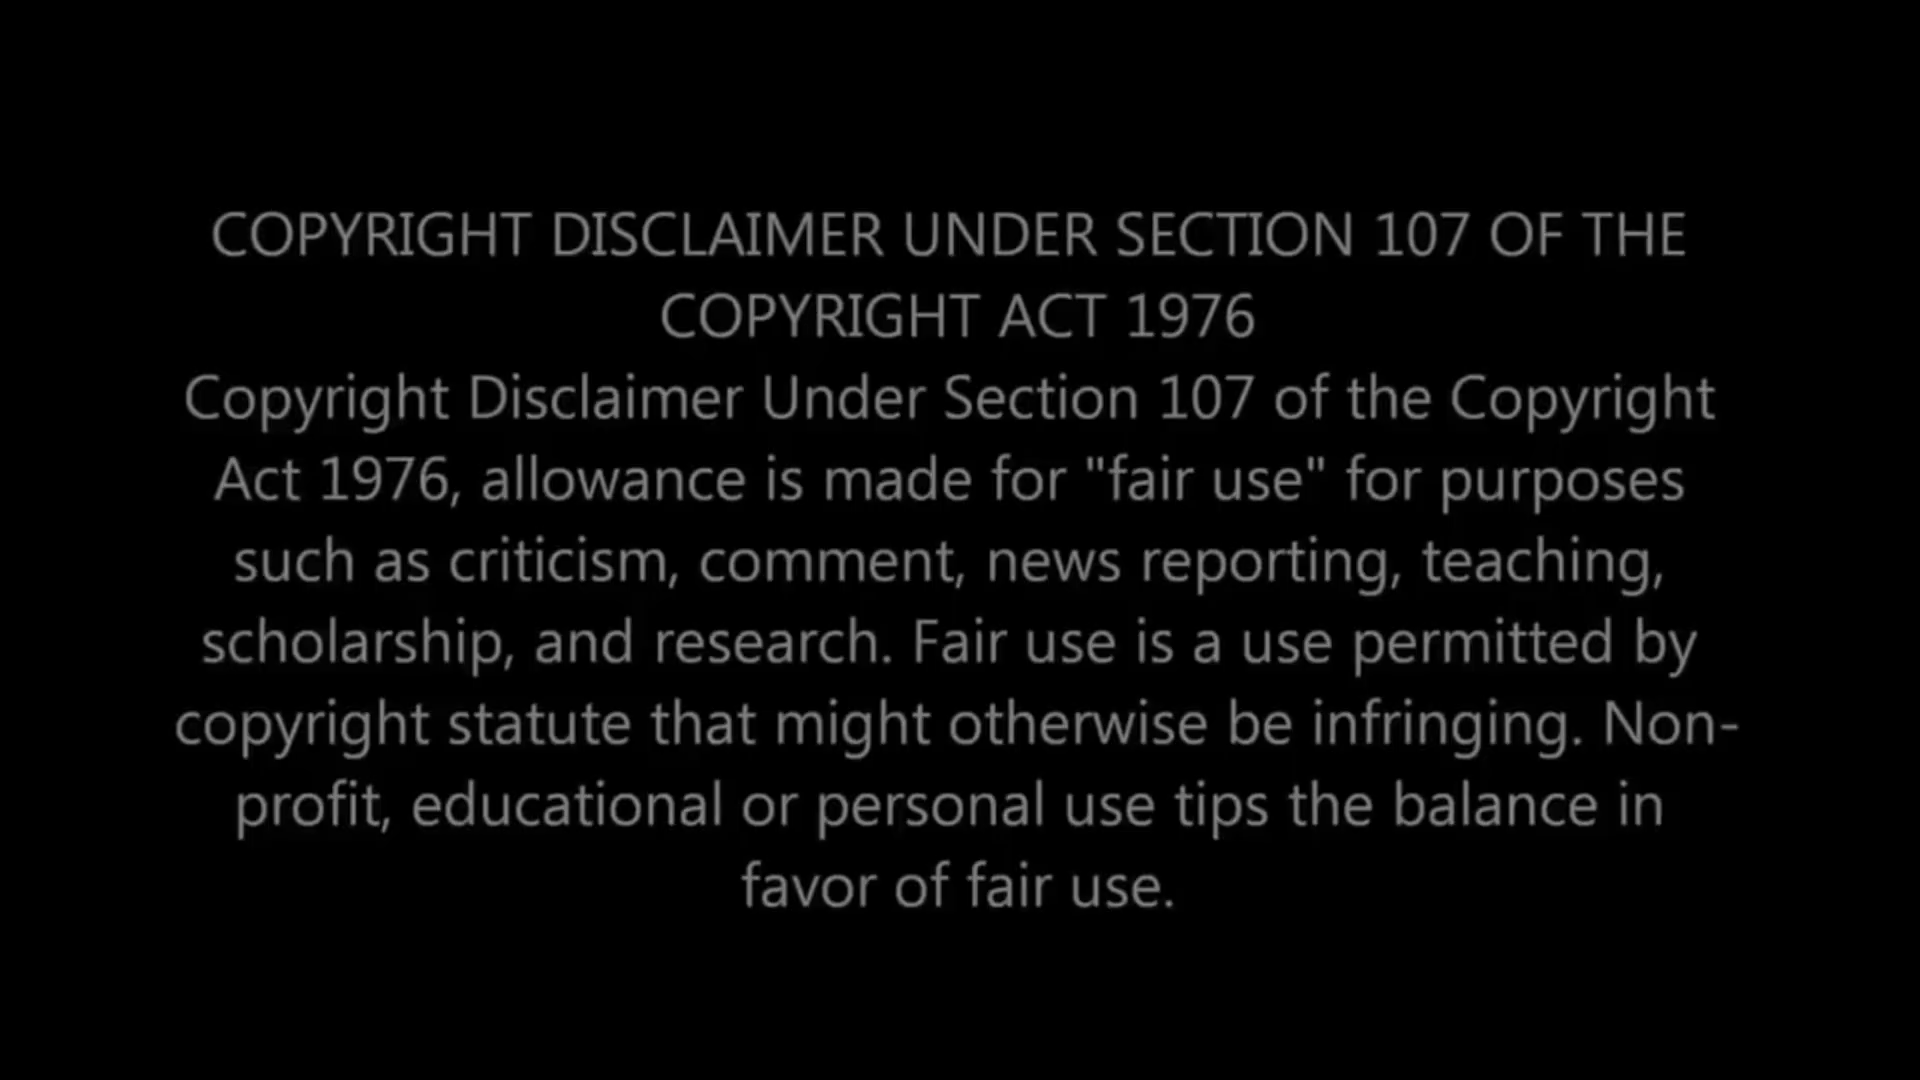 COPYRIGHT DISCLAIMER UNDER SECTION 107 OF THE
COPYRIGHT ACT 1976
Copyright Disclaimer Under Section 107 of the Copyright
Act 1976, allowance is made for "fair use" for purposes
such as criticism, comment, news reporting, teaching,
scholarship, and research. Fair use is a use permitted by
copyright statute that might otherwise be infringing. Non-
profit, educational or personal use tips the balance in
favor of fair use.